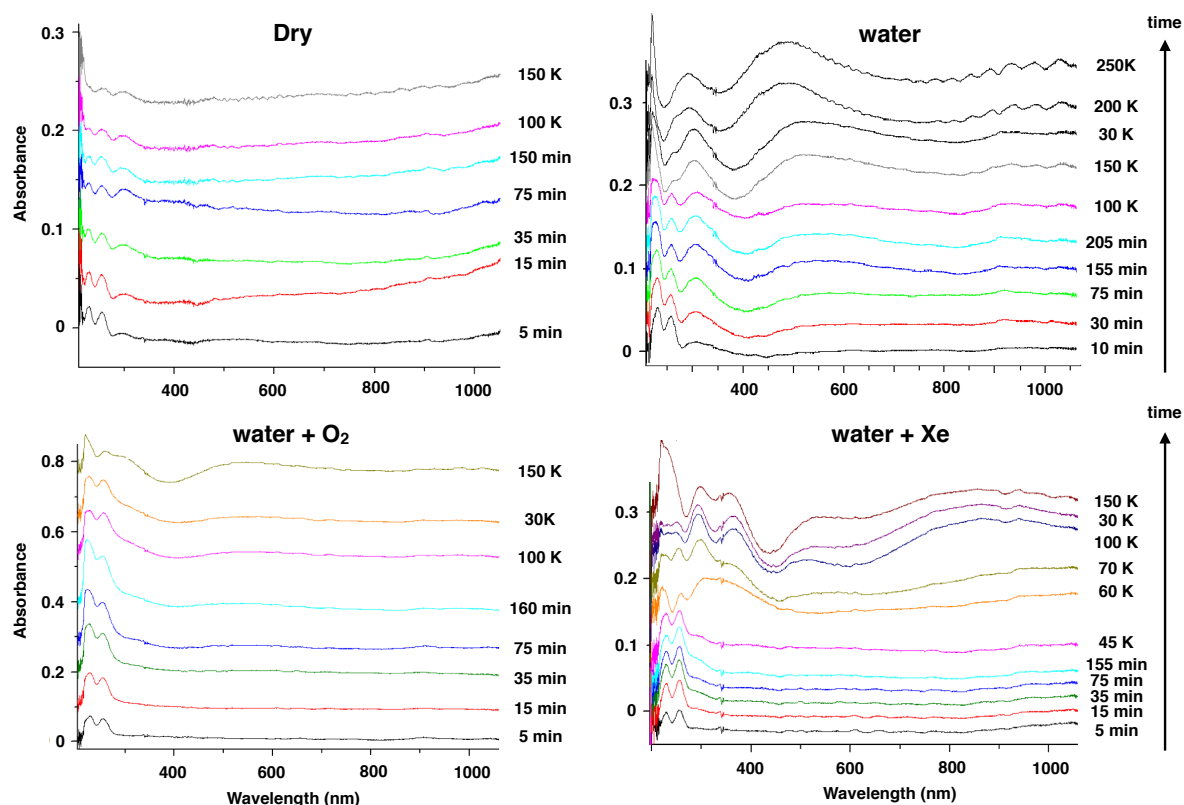 Dry
0.3
0.2
0.1
0
Absorbance
150 K
100 K
150 min
75 min
35 min
15 min
5 min
400
600
800
1000
water
time
0.3
0.2
0.1
0
250K
200 K
30 K
150 K
100 K
205 min
155 min
75 min
30 min
10 min
400
600
800
1000
water + O₂
0.8
0.6
0.4
0.2
0
Absorbance
150 K
30K
100 K
160 min
75 min
35 min
15 min
5 min
400
600
800
1000
Wavelength (nm)
water + Xe
time
0.3
0.2
0.1
0
150 K
30 K
100 K
70 K
60 K
45 K
155 min
75 min
35 min
15 min
5 min
400
600
800
1000
Wavelength (nm)